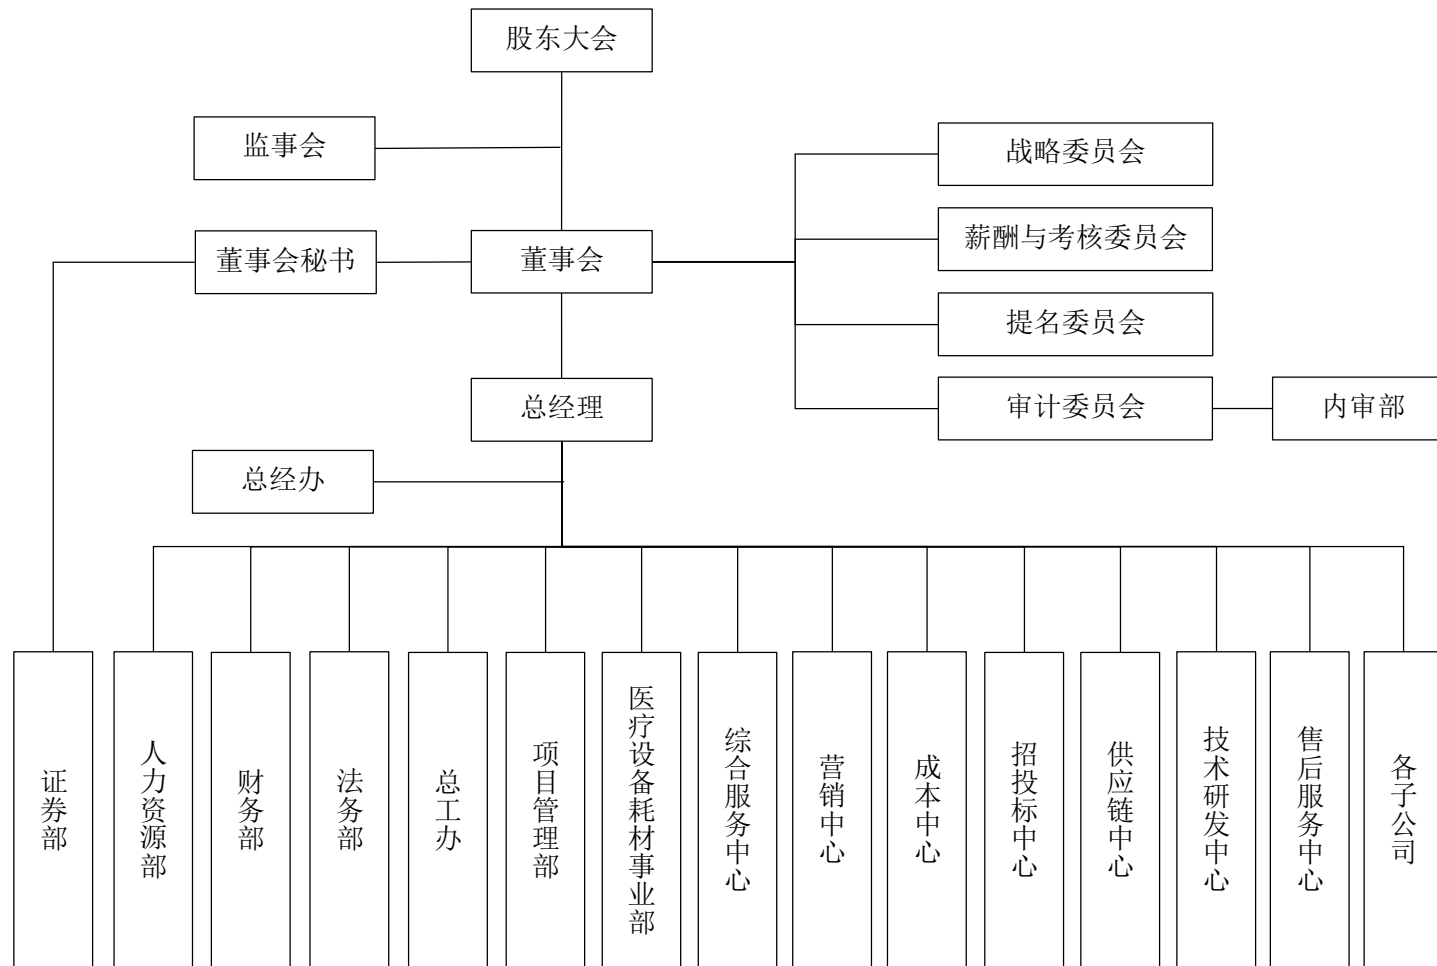 股东大会
监事会
战略委员会
薪酬与考核委员会
董事会秘书
董事会
提名委员会
总经理
审计委员会
内审部
总经办
证券部
人力资源部
财务部
法务部
总工办
项目管理部
医疗设备耗材事业部
综合服务中心
营销中心
成本中心
招投标中心
供应链中心
技术研发中心
售后服务中心
各子公司